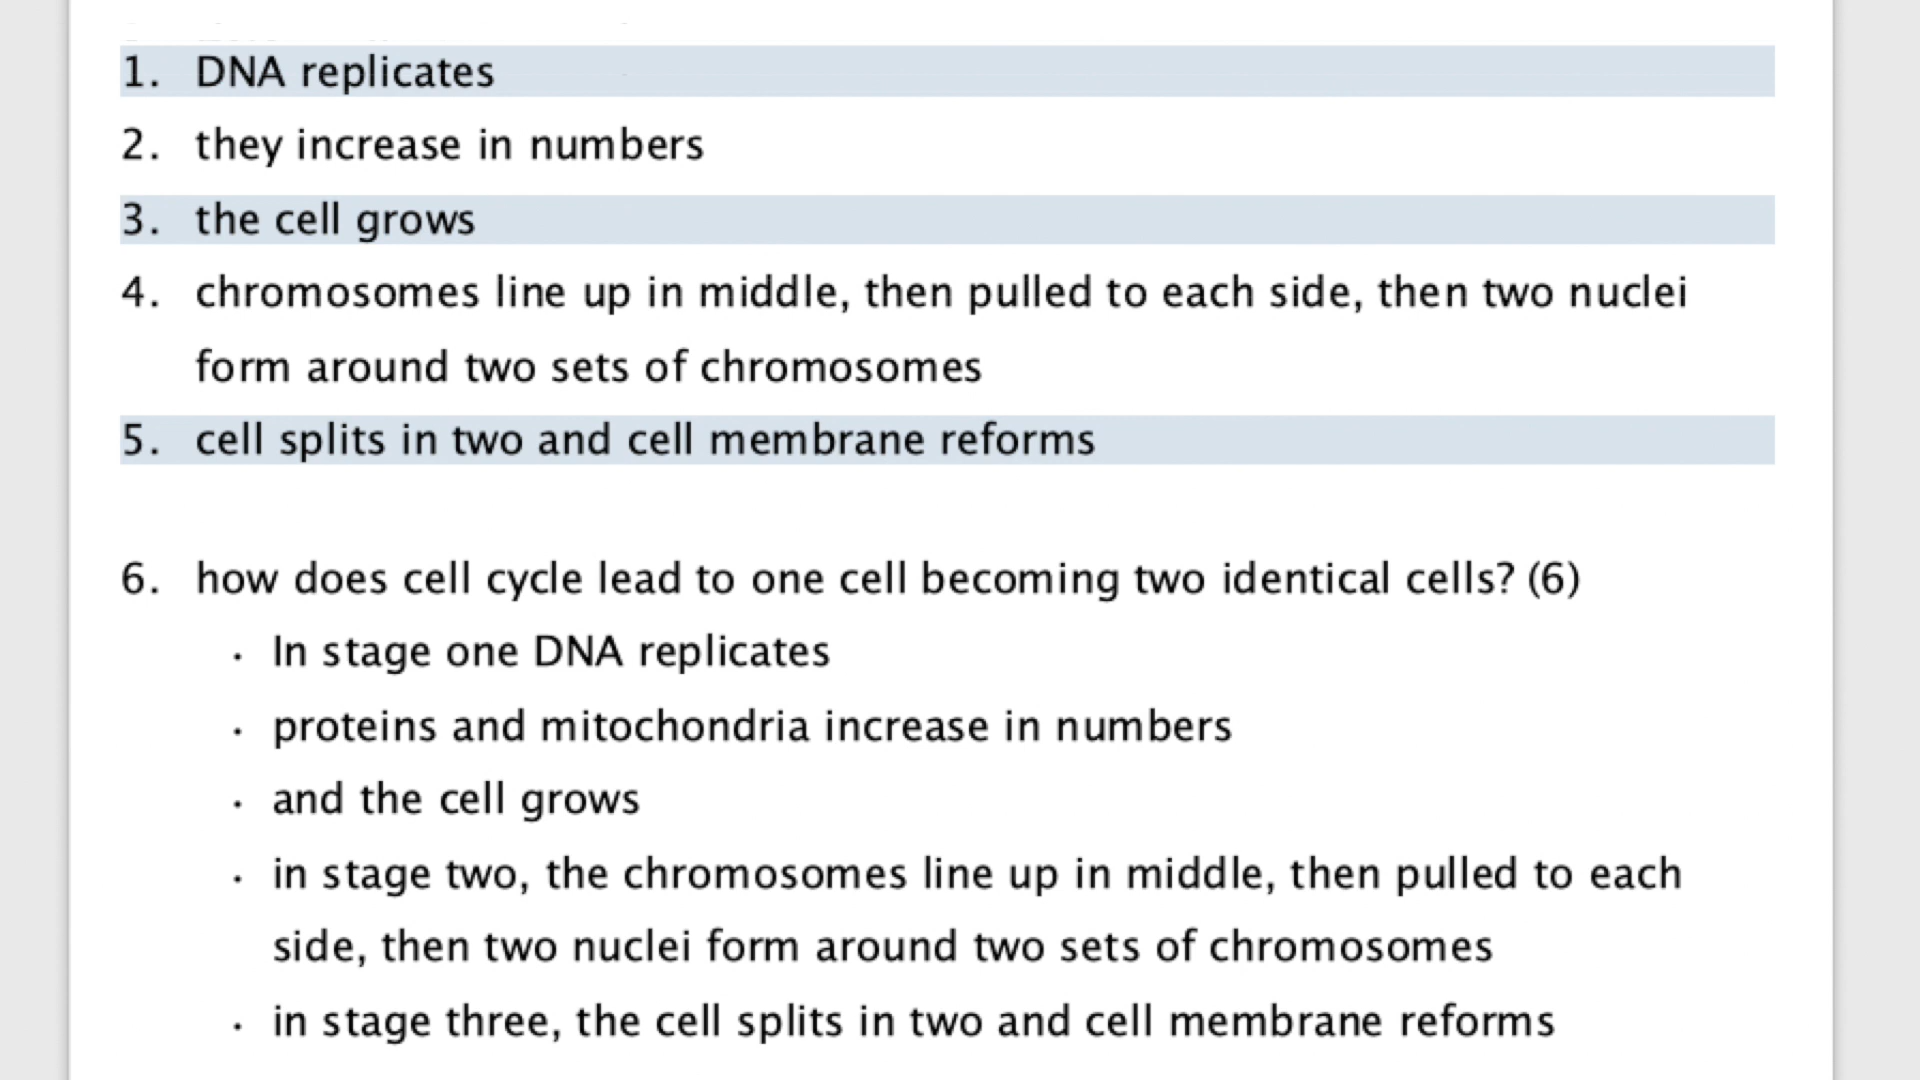 1. DNA replicates
2. they increase in numbers
3. the cell grows
4. chromosomes line up in middle, then pulled to each side, then two nuclei
form around two sets of chromosomes
5. cell splits in two and cell membrane reforms
6. how does cell cycle lead to one cell becoming two identical cells? (6)
· In stage one DNA replicates
· proteins and mitochondria increase in numbers
· and the cell grows
· in stage two, the chromosomes line up in middle, then pulled to each
side, then two nuclei form around two sets of chromosomes
· in stage three, the cell splits in two and cell membrane reforms